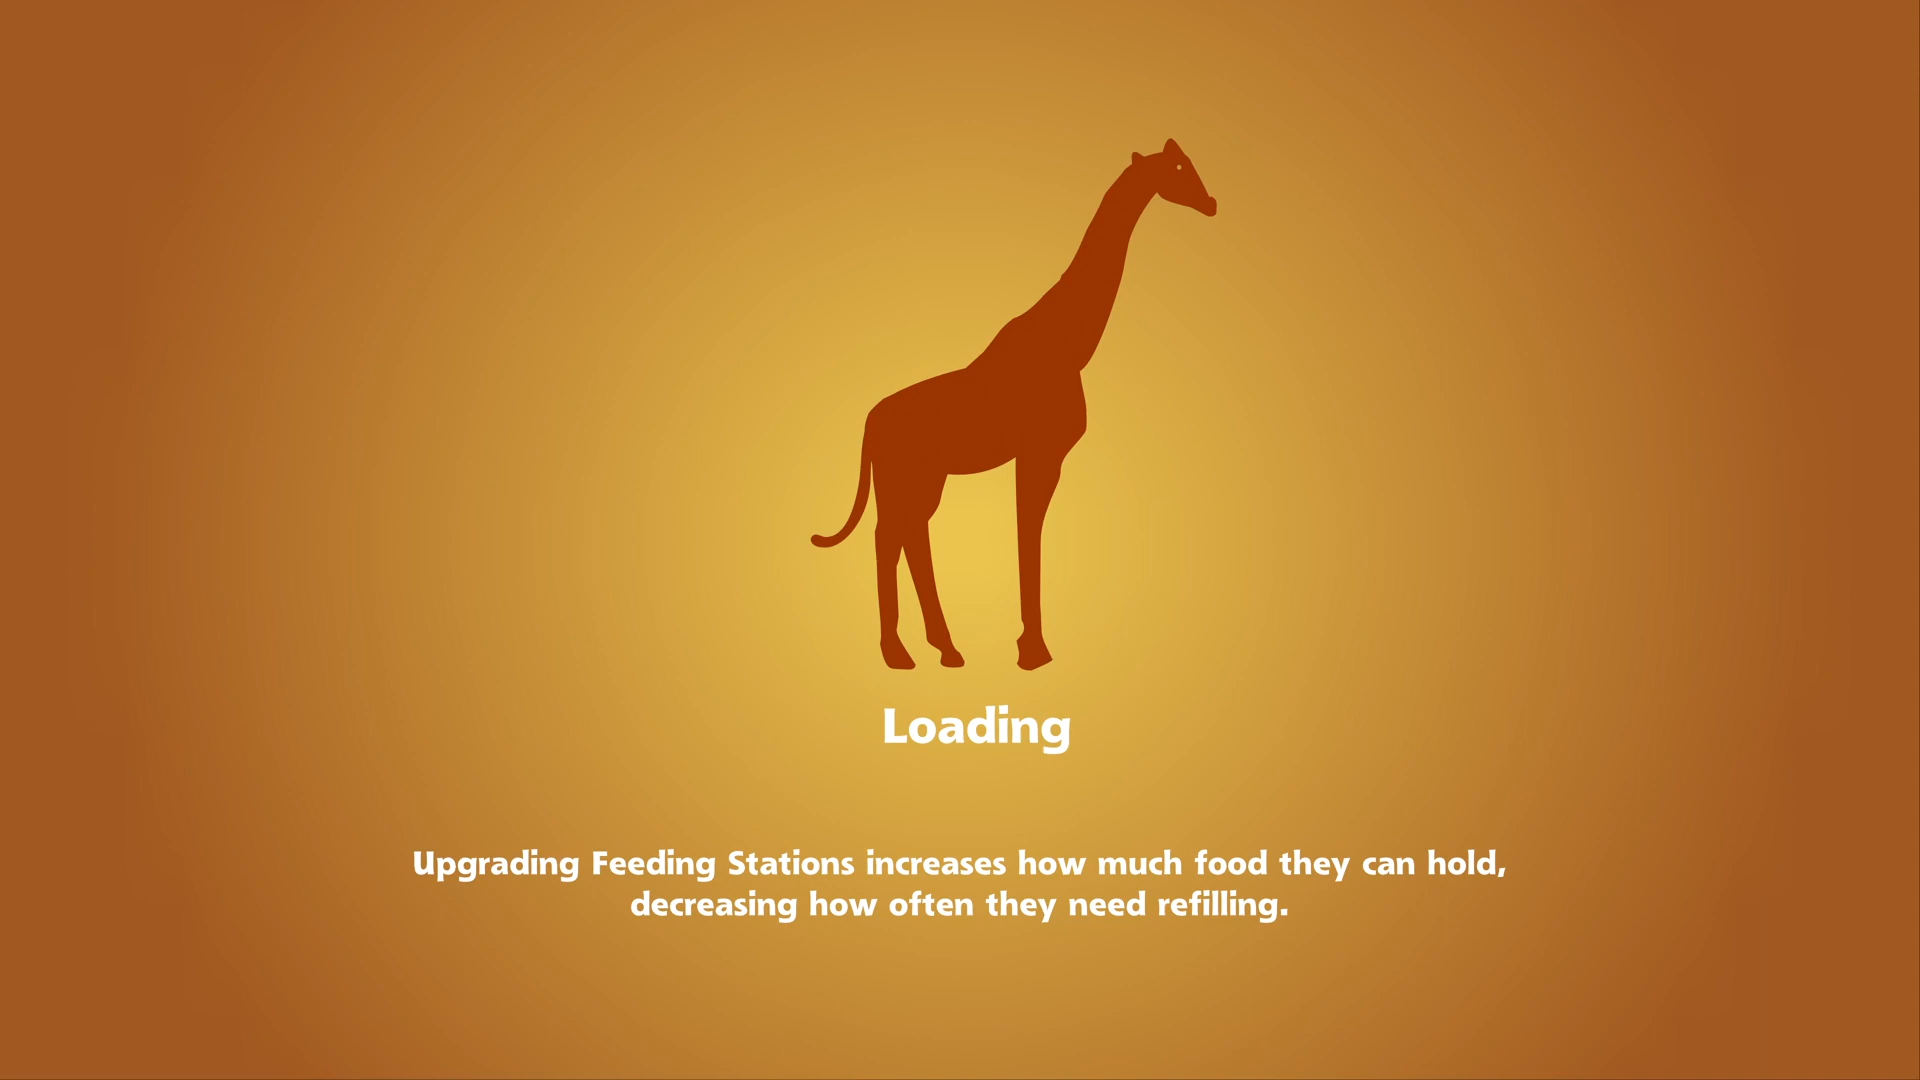 Loading
Upgrading Feeding Stations increases how much food they can hold,
decreasing how often they need refilling.